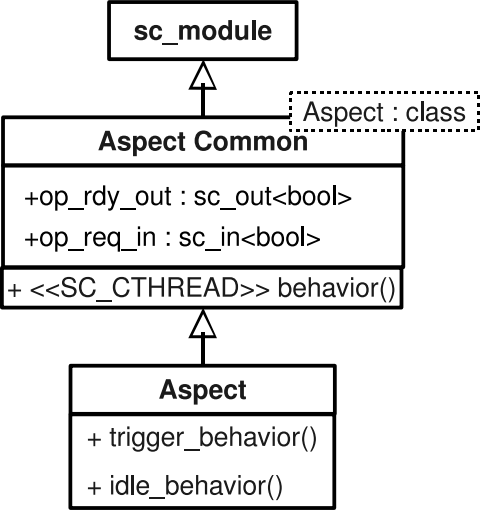 sc_module
Aspect : class
Aspect Common
+op_rdy_out : sc_out<bool>
+op_req_in : sc_in<bool>
+ <<SC_CTHREAD>> behavior()
Aspect
+ trigger_behavior()
+ idle_behavior()